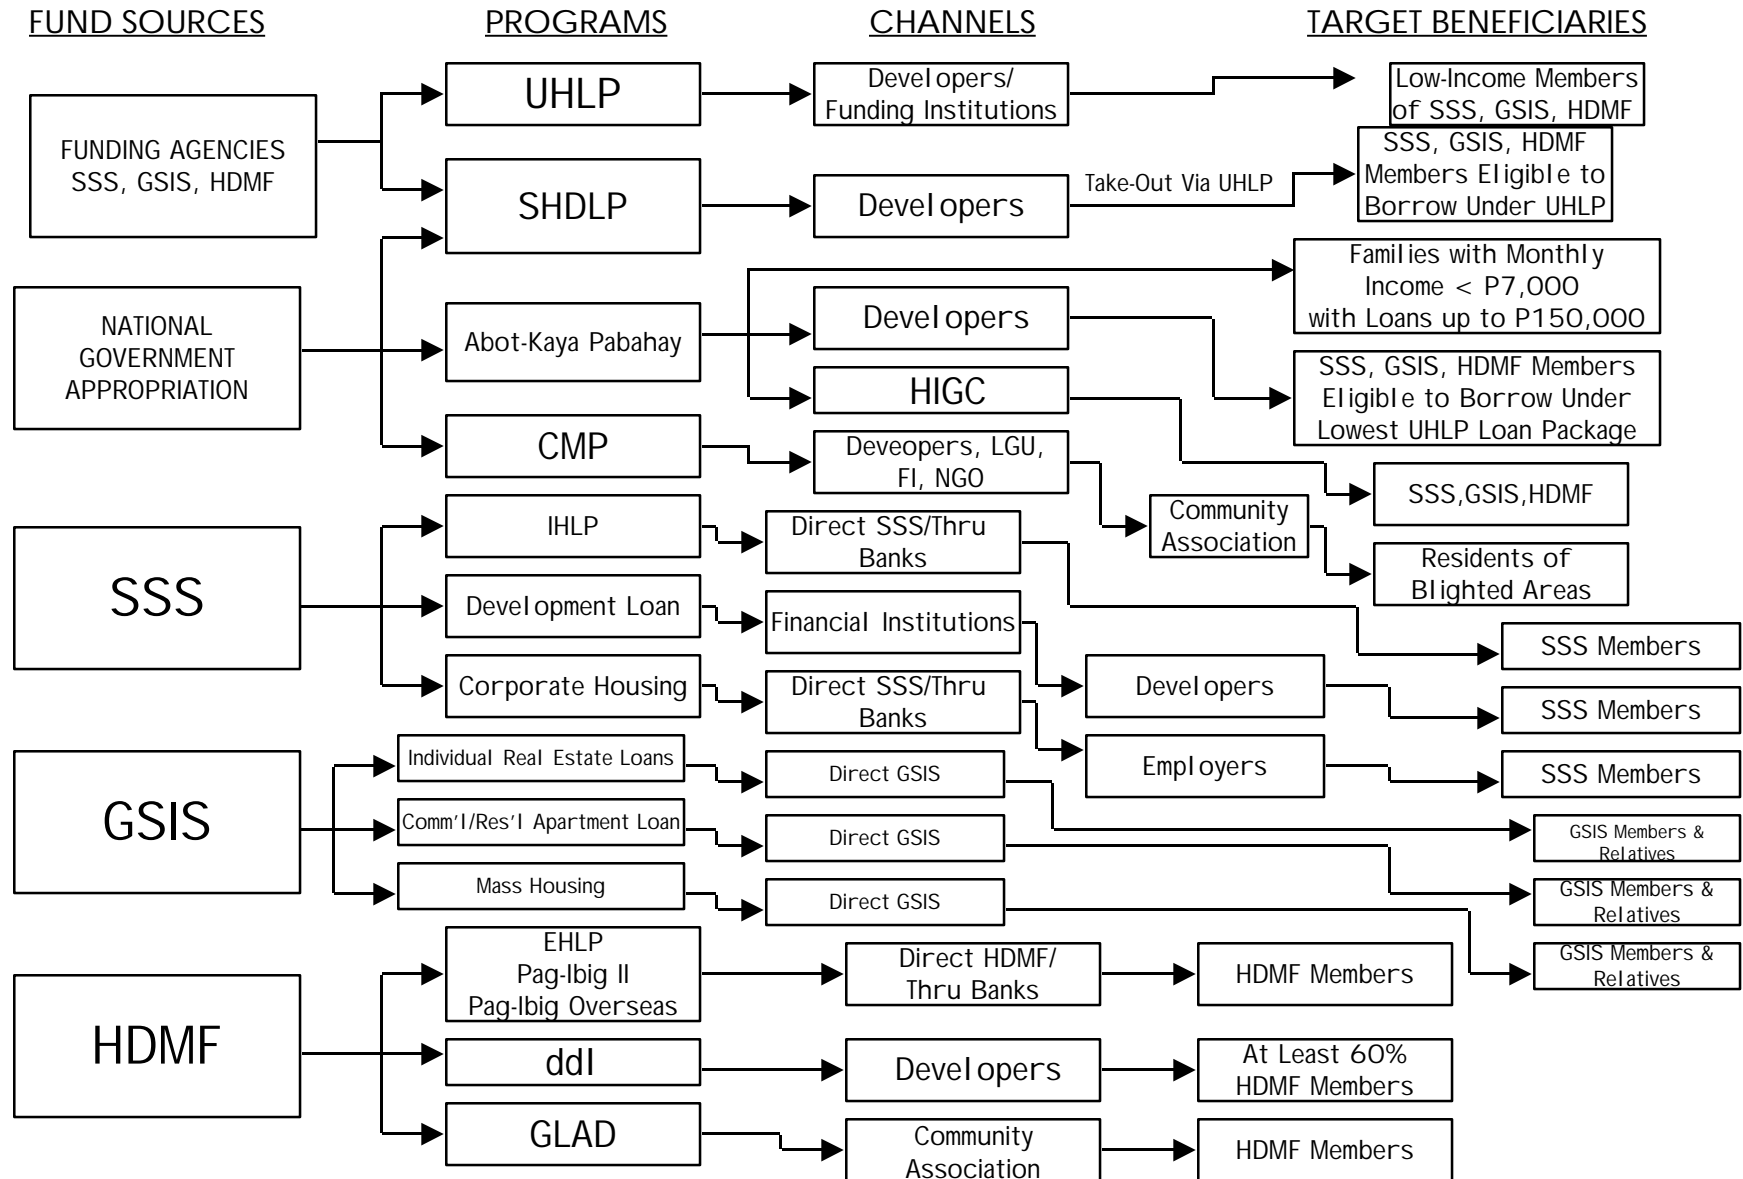 FUND SOURCES
PROGRAMS
CHANNELS
TARGET BENEFICIARIES
FUNDING AGENCIES
SSS, GSIS, HDMF
UHLP
Developers/
Funding Institutions
Low-Income Members
of SSS, GSIS, HDMF
SHDLP
Developers
Take-Out Via UHLP
SSS, GSIS, HDMF
Members Eligible to
Borrow Under UHLP
NATIONAL
GOVERNMENT
APPROPRIATION
Abot-Kaya Pabahay
Families with Monthly
Income < P7,000
with Loans up to P150,000
Developers
SSS, GSIS, HDMF Members
Eligible to Borrow Under
Lowest UHLP Loan Package
HIGC
SSS,GSIS,HDMF
CMP
Deveopers, LGU,
FI, NGO
Community
Association
Residents of
Blighted Areas
SSS
IHLP
Direct SSS/Thru
Banks
SSS Members
Development Loan
Financial Institutions
Developers
SSS Members
Corporate Housing
Direct SSS/Thru
Banks
Employers
SSS Members
GSIS
Individual Real Estate Loans
Direct GSIS
GSIS Members &
Relatives
Comm'l/Res'l Apartment Loan
Direct GSIS
GSIS Members &
Relatives
Mass Housing
Direct GSIS
GSIS Members &
Relatives
HDMF
EHLP
Pag-Ibig II
Pag-Ibig Overseas
Direct HDMF/
Thru Banks
HDMF Members
ddl
Developers
At Least 60%
HDMF Members
GLAD
Community
Association
HDMF Members